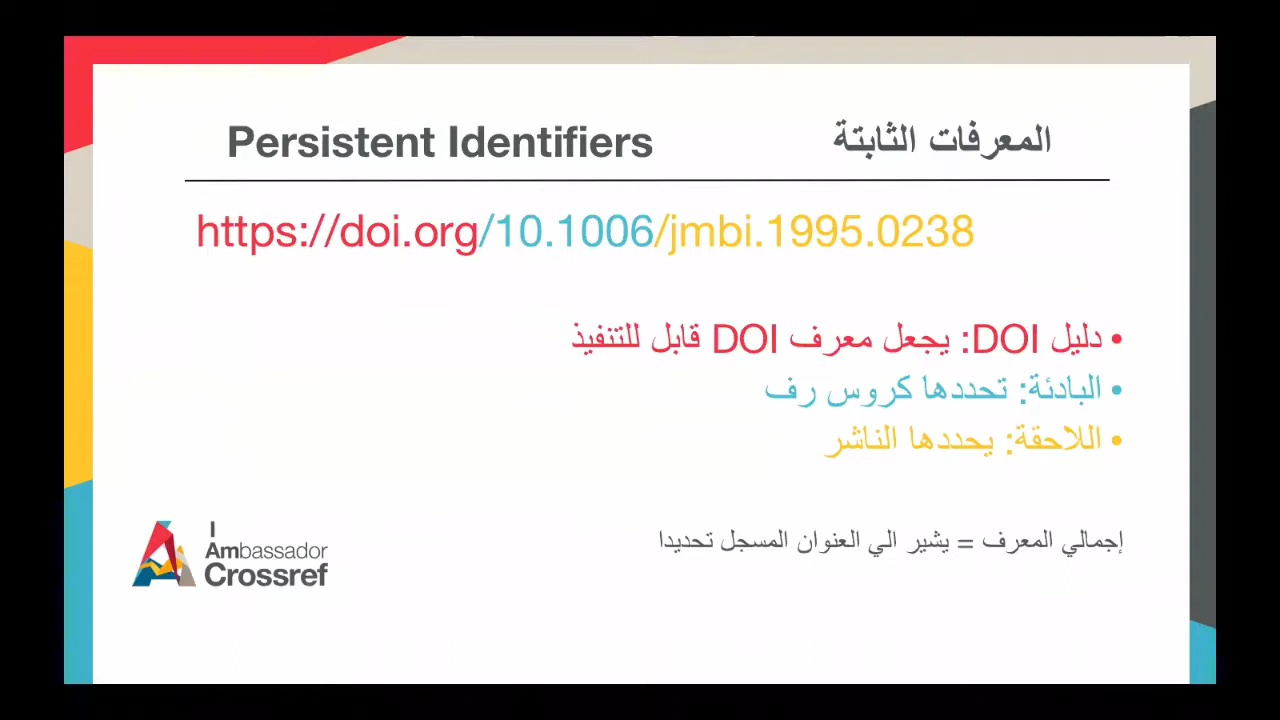 Persistent Identifiers المعرفات الثابتة
https://doi.org/10.1006/jmbi.1995.0238
• دليل DOI: يجعل معرف DOI قابل للتنفيذ
• البادئة: تحددها كروس رف
• اللاحقة: يحددها الناشر
إجمالي المعرف = يشير الي العنوان المسجل تحديدا
I
Ambassador
Crossref